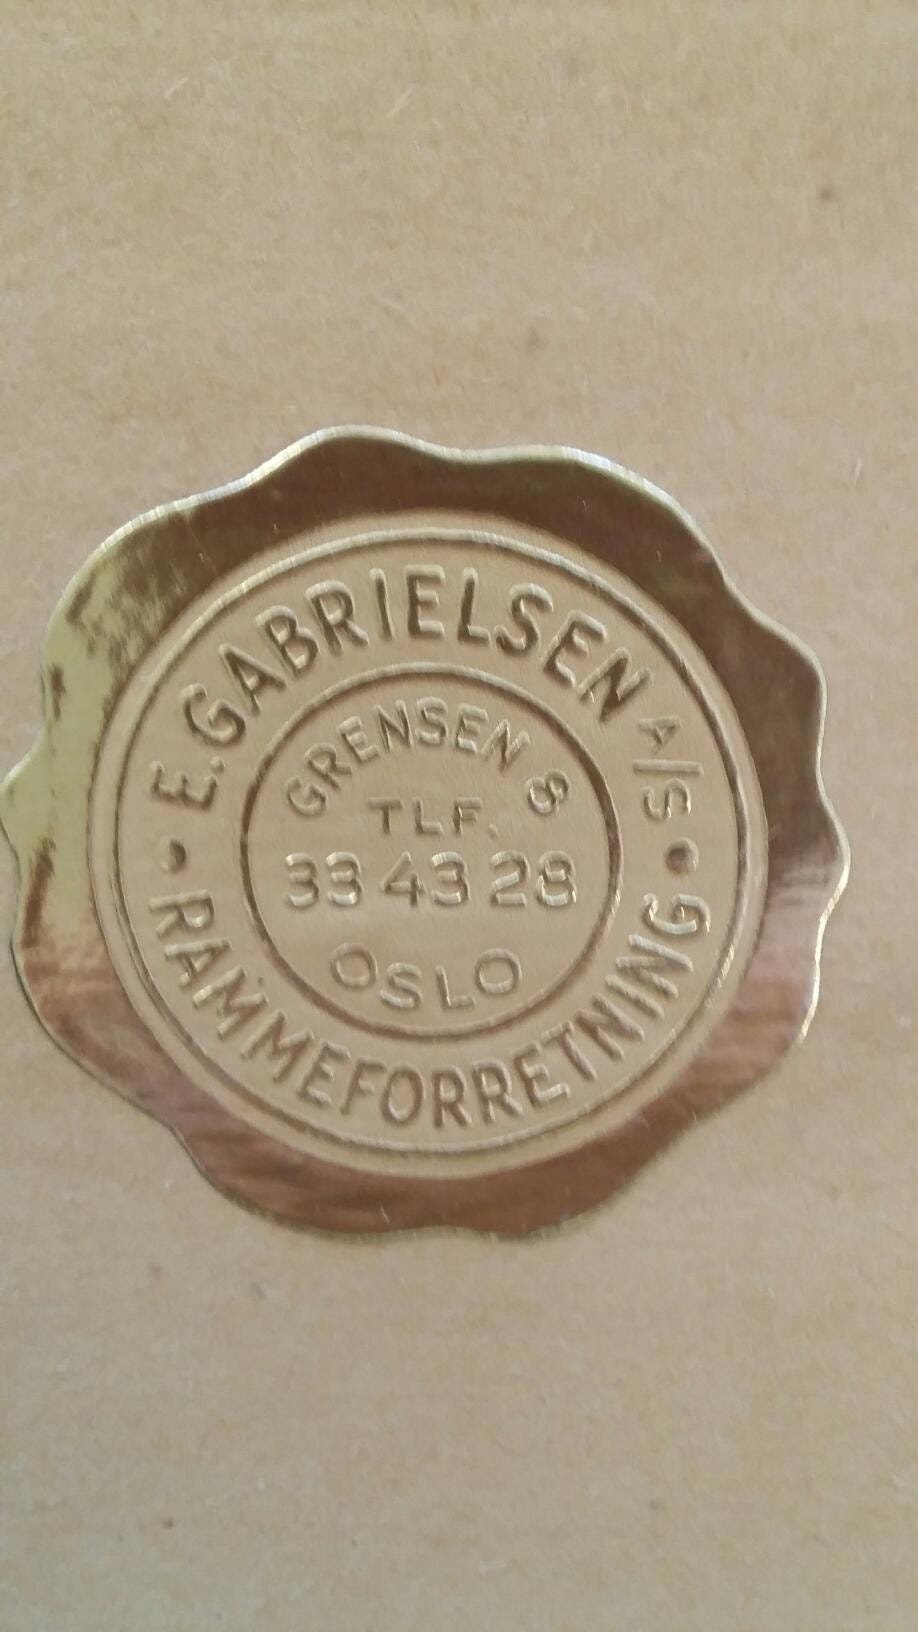 E. GABRIELSEN A/S
GRENSEN 8
TLF.
33 43 28
OSLO
• RAMMEFORRETNING •